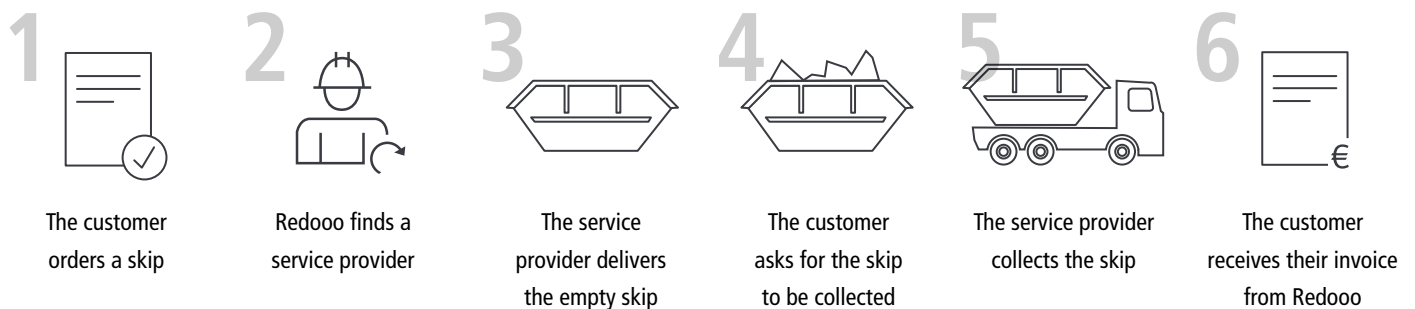 1
The customer
orders a skip
2
Redooo finds a
service provider
3
The service
provider delivers
the empty skip
4
The customer
asks for the skip
to be collected
5
The service provider
collects the skip
6
€
The customer
receives their invoice
from Redooo